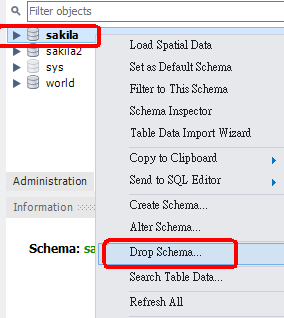 Filter objects
sakila
sakila2
sys
world
Load Spatial Data
Set as Default Schema
Filter to This Schema
Schema Inspector
Table Data Import Wizard
Copy to Clipboard
Send to SQL Editor
Create Schema...
Alter Schema...
Drop Schema...
Search Table Data...
Refresh All
Administration
Information
Schema: sa